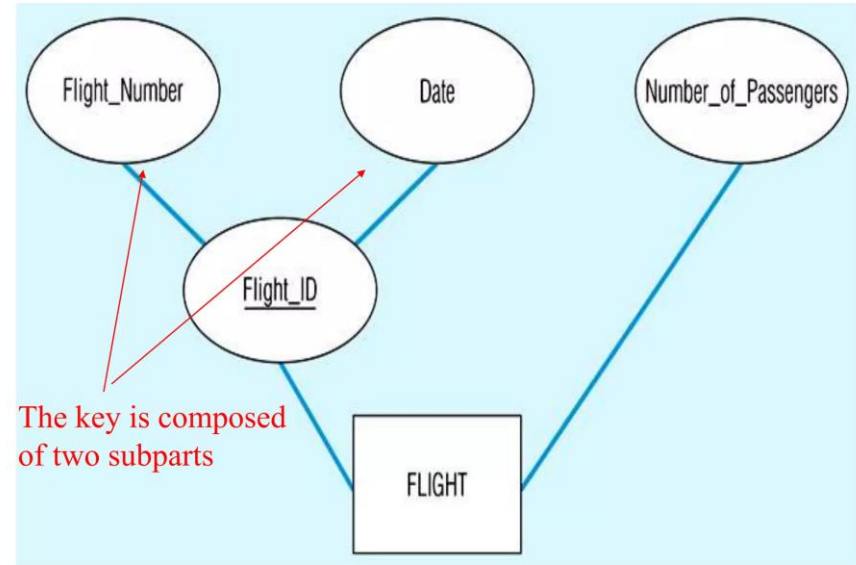 Flight_Number
Date
Number_of_Passengers
Flight_ID
The key is composed
of two subparts
FLIGHT